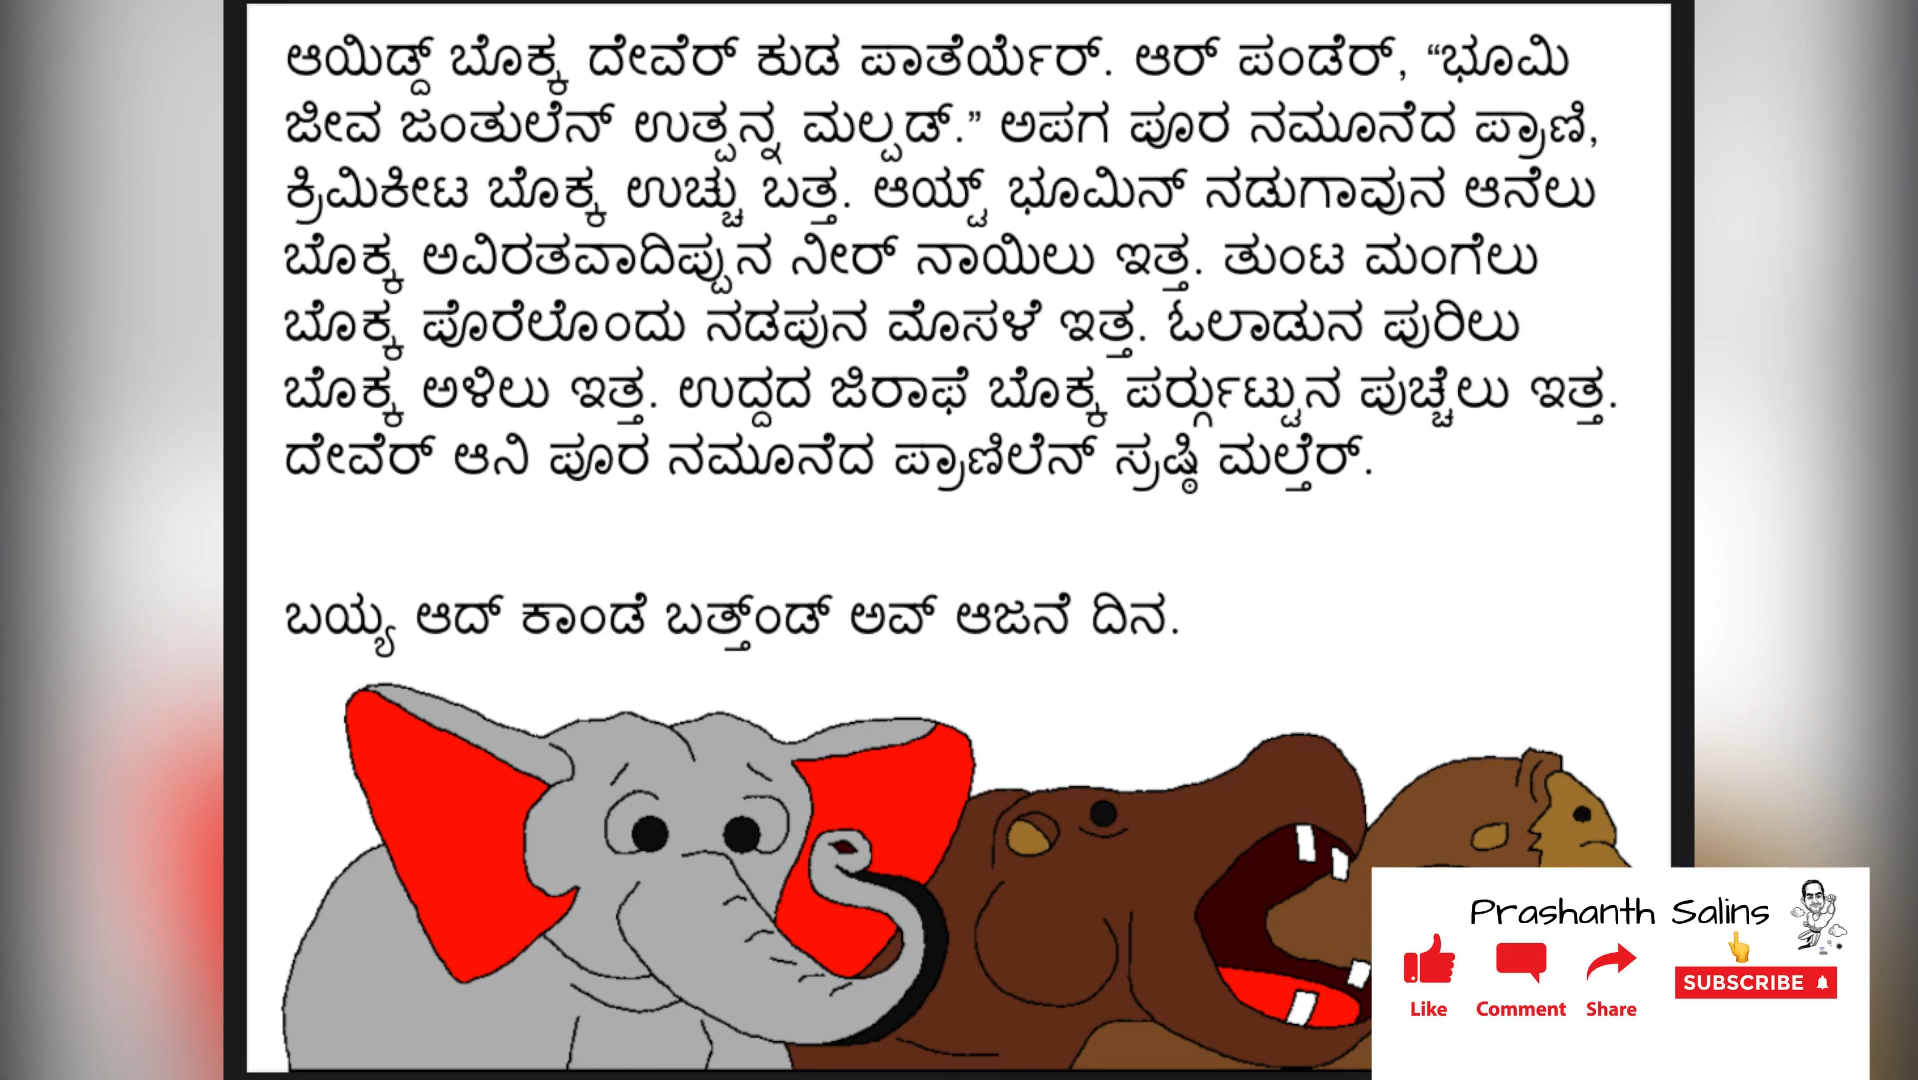 ಆಯಿಡ್ದ್ ಬೊಕ್ಕ ದೇವೆರ್ ಕುಡ ಪಾತೆರ್ಯೆರ್. ಆರ್ ಪಂಡೆರ್, “ಭೂಮಿ
ಜೀವ ಜಂತುಲೆನ್ ಉತ್ಪನ್ನ ಮಲ್ಪಡ್.” ಅಪಗ ಪೂರ ನಮೂನೆದ ಪ್ರಾಣಿ,
ಕ್ರಿಮಿಕೀಟ ಬೊಕ್ಕ ಉಚ್ಚು ಬತ್ತ. ಆಯ್ಟ್ ಭೂಮಿನ್ ನಡುಗಾವುನ ಆನೆಲು
ಬೊಕ್ಕ ಅವಿರತವಾದಿಪ್ಪುನ ನೀರ್ ನಾಯಿಲು ಇತ್ತ. ತುಂಟ ಮಂಗೆಲು
ಬೊಕ್ಕ ಪೊರೆಲೊಂದು ನಡಪುನ ಮೊಸಳೆ ಇತ್ತ. ಓಲಾಡುನ ಪುರಿಲು
ಬೊಕ್ಕ ಅಳಿಲು ಇತ್ತ. ಉದ್ದದ ಜಿರಾಫೆ ಬೊಕ್ಕ ಪರ್ರ್ಗುಟ್ಟುನ ಪುಚ್ಚೆಲು ಇತ್ತ.
ದೇವೆರ್ ಆನಿ ಪೂರ ನಮೂನೆದ ಪ್ರಾಣಿಲೆನ್ ಸ್ರಷ್ಠಿ ಮಲ್ತೆರ್.
ಬಯ್ಯ ಆದ್ ಕಾಂಡೆ ಬತ್ತ್ಂಡ್ ಅವ್ ಆಜನೆ ದಿನ.
Prashanth Salins
SUBSCRIBE
Like Comment Share